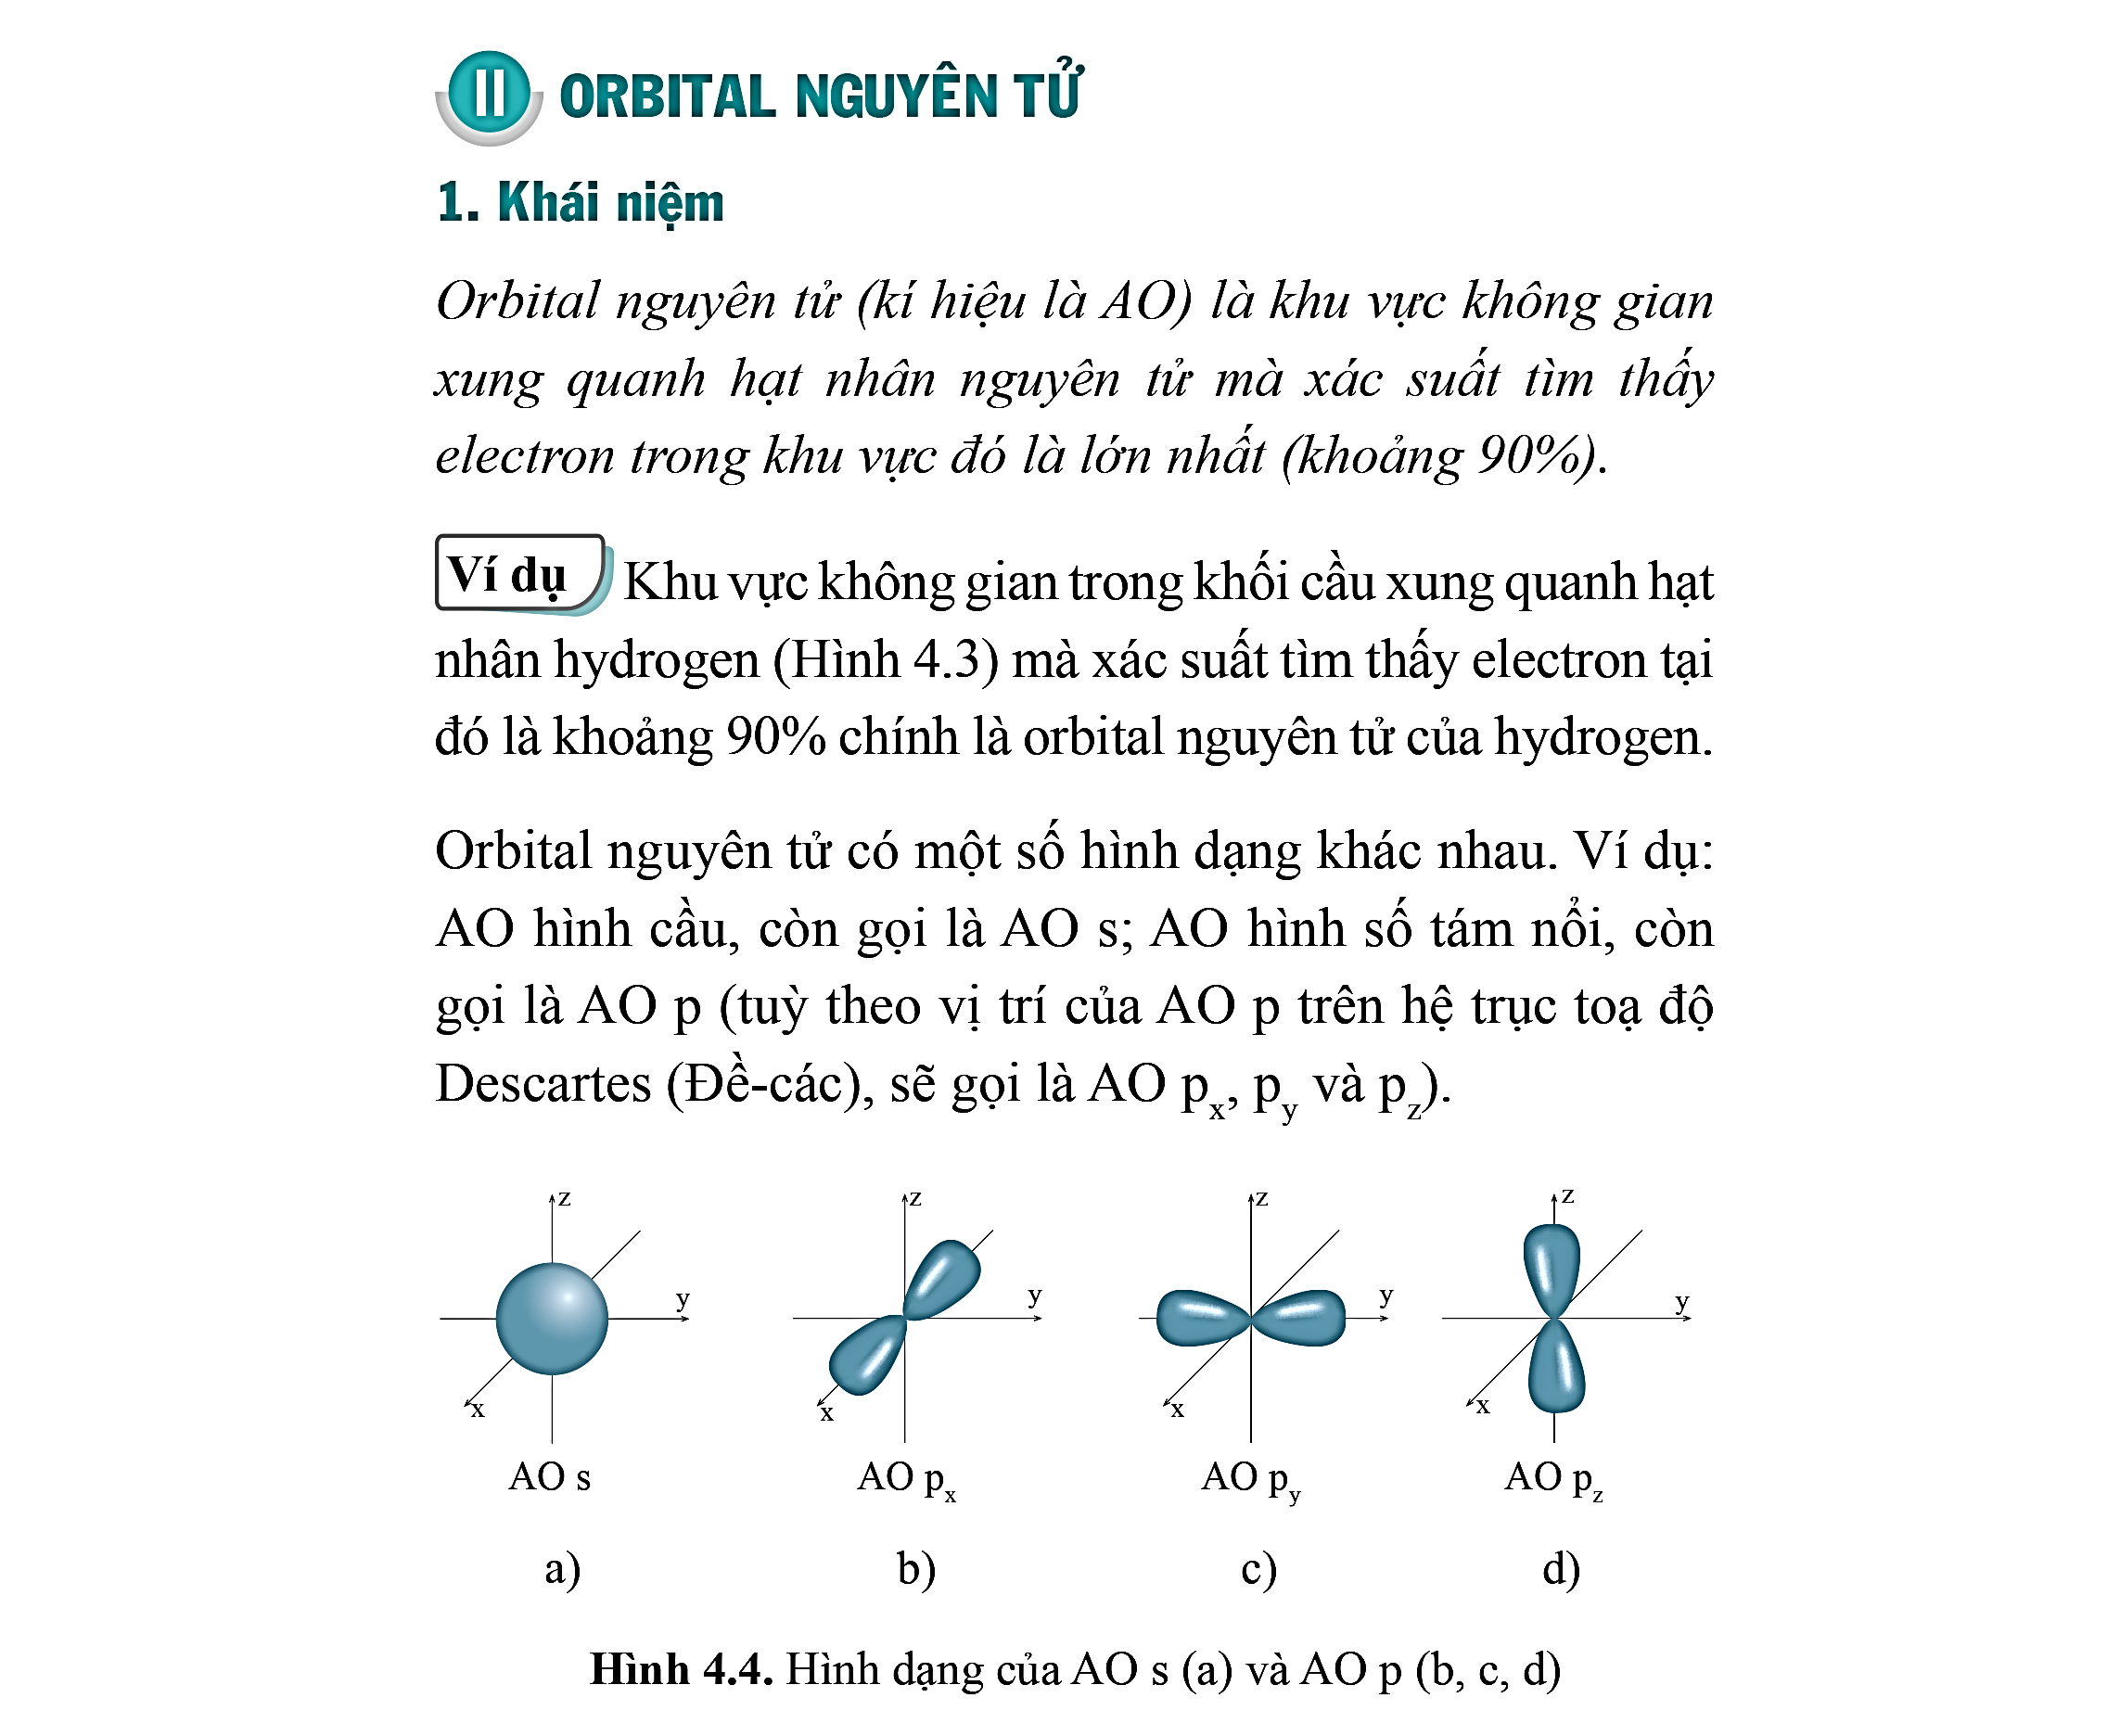 II ORBITAL NGUYÊN TỬ
1. Khái niệm
Orbital nguyên tử (kí hiệu là AO) là khu vực không gian
xung quanh hạt nhân nguyên tử mà xác suất tìm thấy
electron trong khu vực đó là lớn nhất (khoảng 90%).
Ví dụ Khu vực không gian trong khối cầu xung quanh hạt
nhân hydrogen (Hình 4.3) mà xác suất tìm thấy electron tại
đó là khoảng 90% chính là orbital nguyên tử của hydrogen.
Orbital nguyên tử có một số hình dạng khác nhau. Ví dụ:
AO hình cầu, còn gọi là AO s; AO hình số tám nổi, còn
gọi là AO p (tuỳ theo vị trí của AO p trên hệ trục toạ độ
Descartes (Đề-các), sẽ gọi là AO pₓ, p_y và p_z).
z z z z
y y y y
x x x x
AO s AO pₓ AO p_y AO p_z
a) b) c) d)
Hình 4.4. Hình dạng của AO s (a) và AO p (b, c, d)